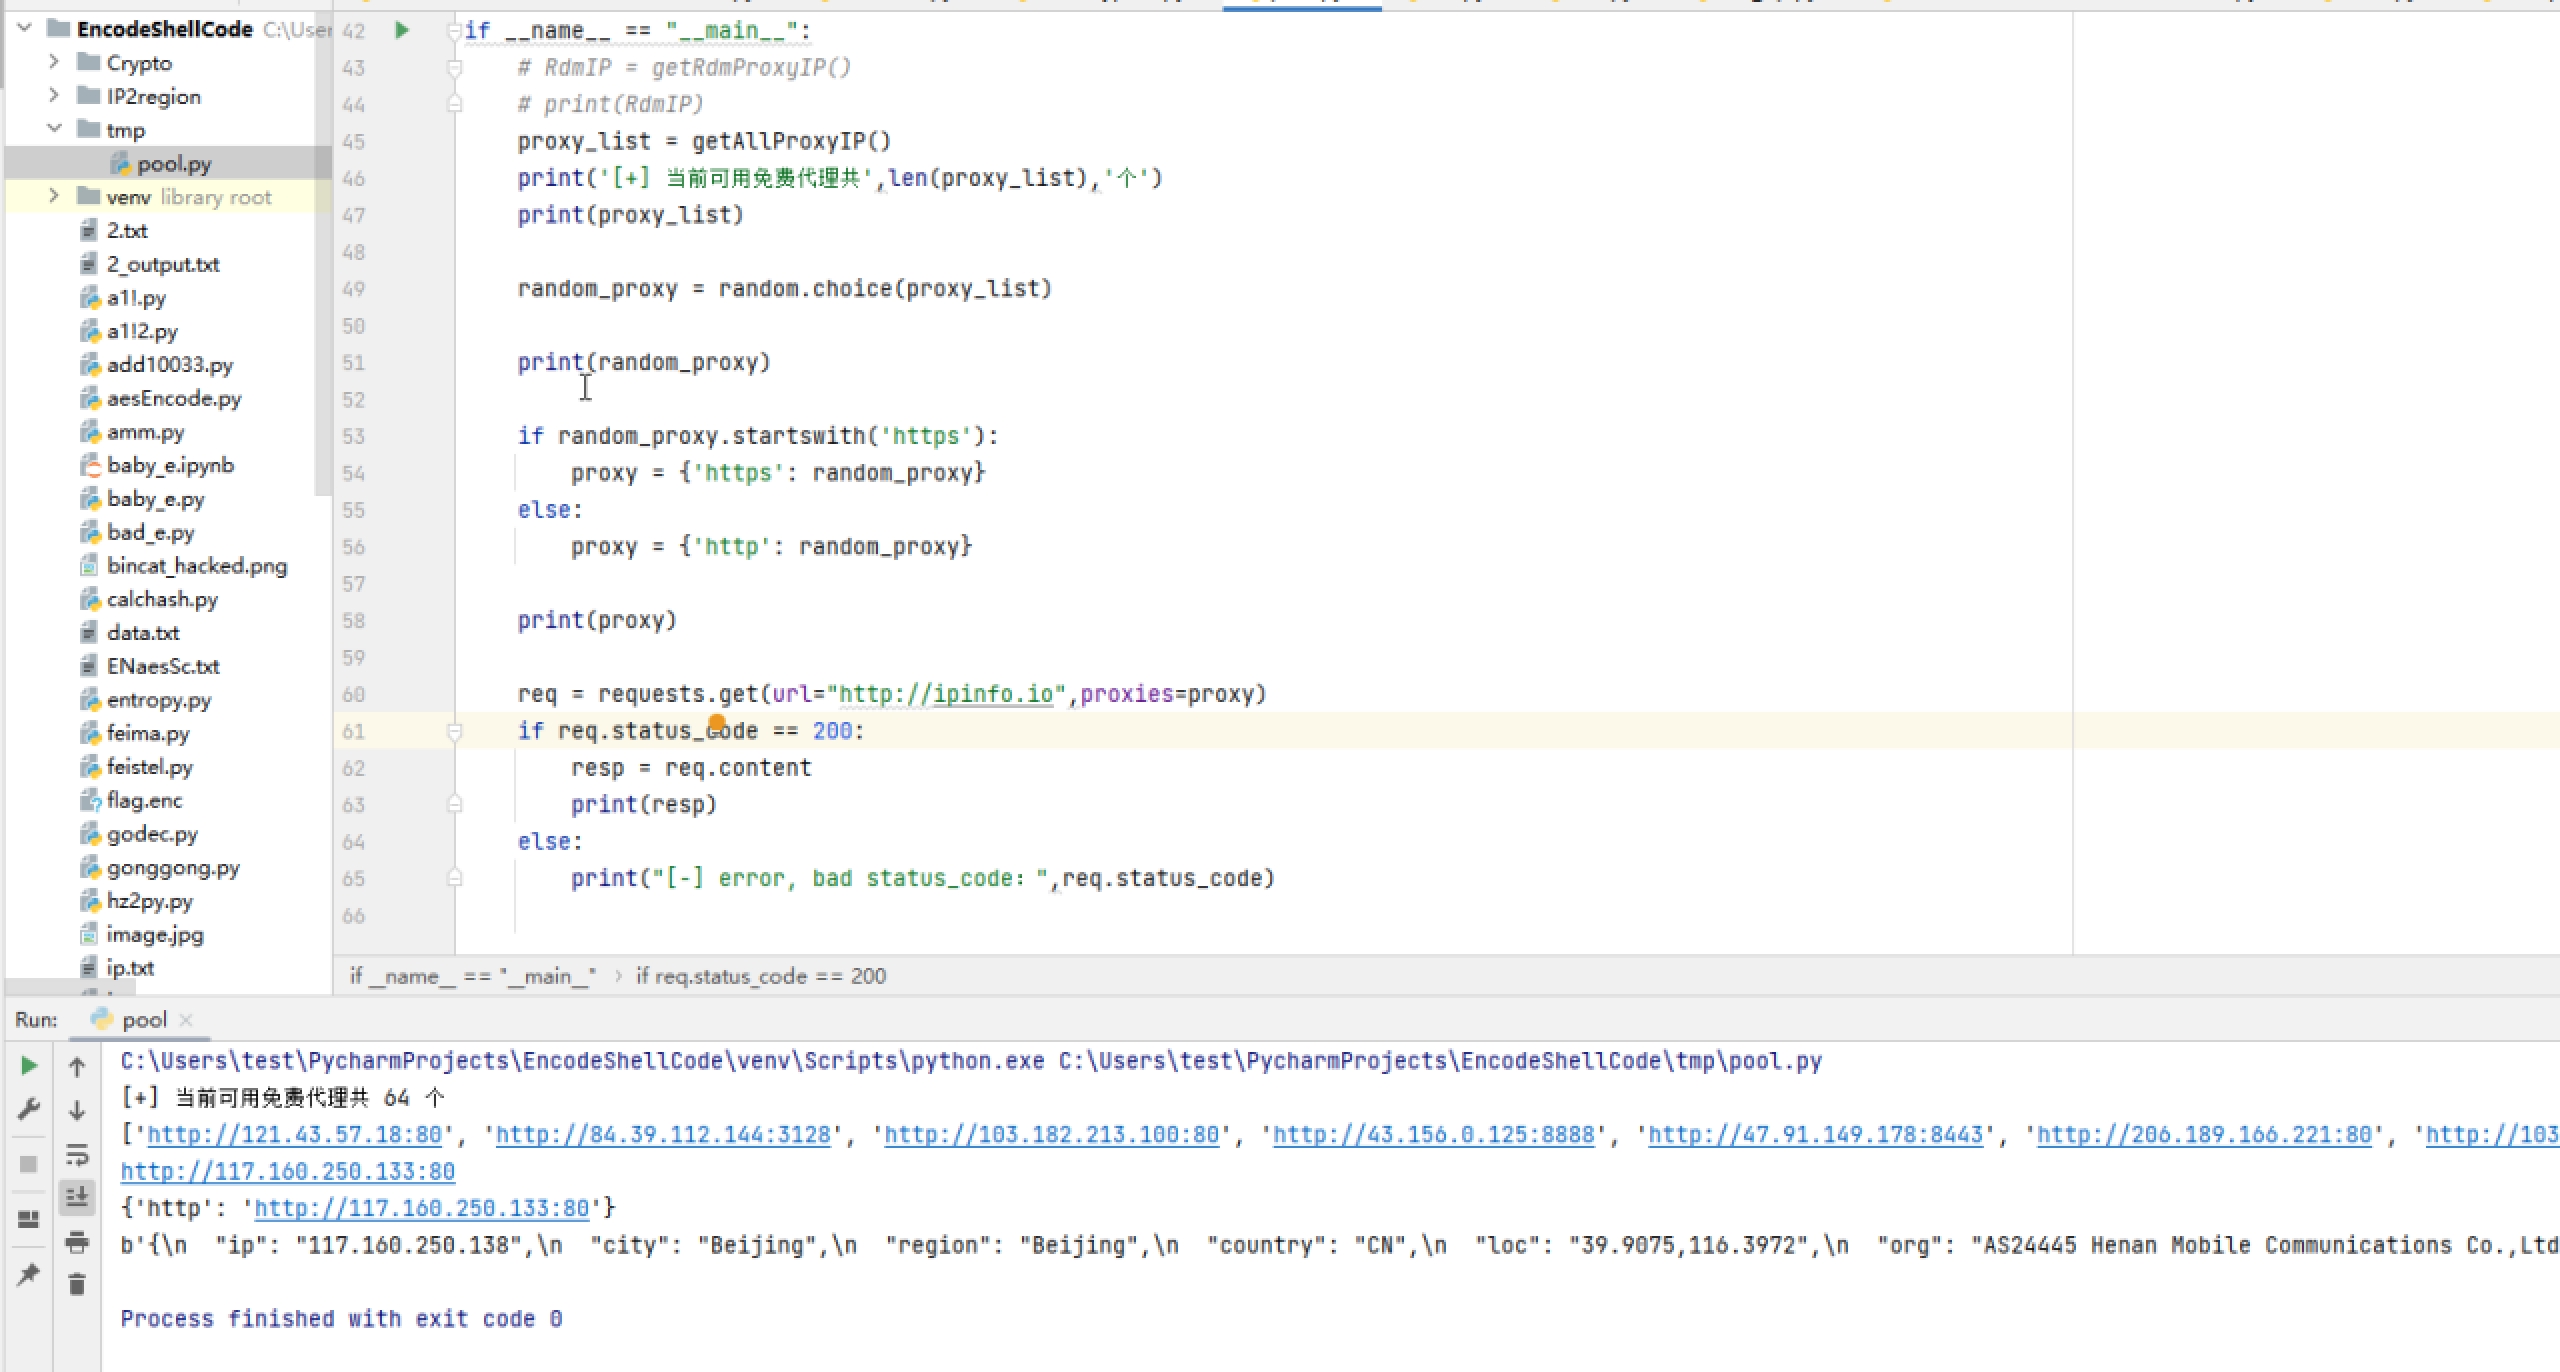 EncodeShellCode C:\User
Crypto
IP2region
tmp
pool.py
venv library root
2.txt
2_output.txt
a1!.py
a1!2.py
add10033.py
aesEncode.py
amm.py
baby_e.ipynb
baby_e.py
bad_e.py
bincat_hacked.png
calchash.py
data.txt
ENaesSc.txt
entropy.py
feima.py
feistel.py
flag.enc
godec.py
gonggong.py
hz2py.py
image.jpg
ip.txt
42 if __name__ == "__main__":
43 # RdmIP = getRdmProxyIP()
44 # print(RdmIP)
45 proxy_list = getAllProxyIP()
46 print('[+] 当前可用免费代理共',len(proxy_list),'个')
47 print(proxy_list)
48
49 random_proxy = random.choice(proxy_list)
50
51 print(random_proxy)
52
53 if random_proxy.startswith('https'):
54 proxy = {'https': random_proxy}
55 else:
56 proxy = {'http': random_proxy}
57
58 print(proxy)
59
60 req = requests.get(url="http://ipinfo.io",proxies=proxy)
61 if req.status_code == 200:
62 resp = req.content
63 print(resp)
64 else:
65 print("[-] error, bad status_code: ",req.status_code)
66
if __name__ == "__main__" › if req.status_code == 200
Run: pool
C:\Users\test\PycharmProjects\EncodeShellCode\venv\Scripts\python.exe C:\Users\test\PycharmProjects\EncodeShellCode\tmp\pool.py
[+] 当前可用免费代理共 64 个
['http://121.43.57.18:80', 'http://84.39.112.144:3128', 'http://103.182.213.100:80', 'http://43.156.0.125:8888', 'http://47.91.149.178:8443', 'http://206.189.166.221:80', 'http://103
http://117.160.250.133:80
{'http': 'http://117.160.250.133:80'}
b'{\n  "ip": "117.160.250.138",\n  "city": "Beijing",\n  "region": "Beijing",\n  "country": "CN",\n  "loc": "39.9075,116.3972",\n  "org": "AS24445 Henan Mobile Communications Co.,Ltd
Process finished with exit code 0